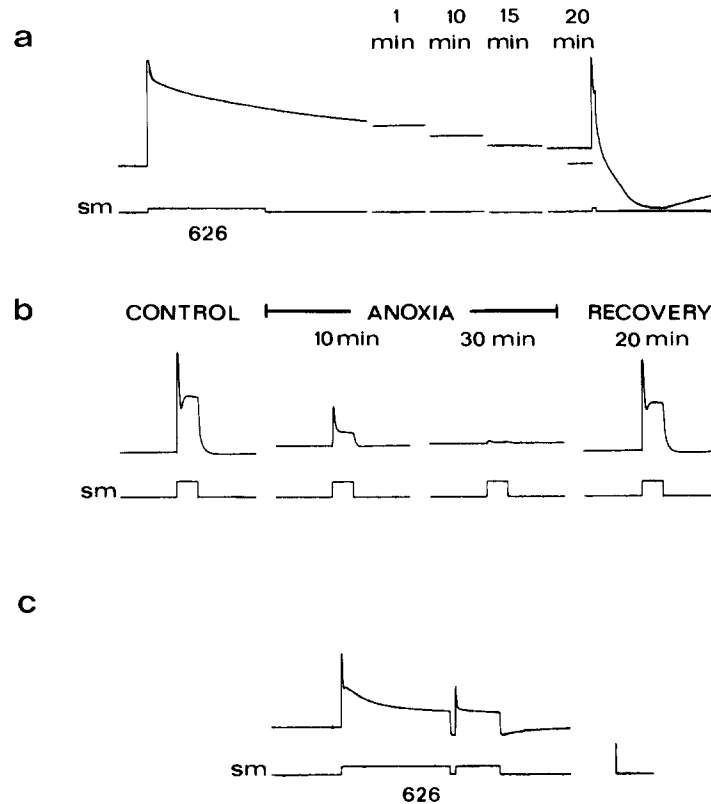 a
1 10 15 20
min min min min
sm
626
b
CONTROL ANOXIA RECOVERY
10 min 30 min 20 min
sm
c
sm
626